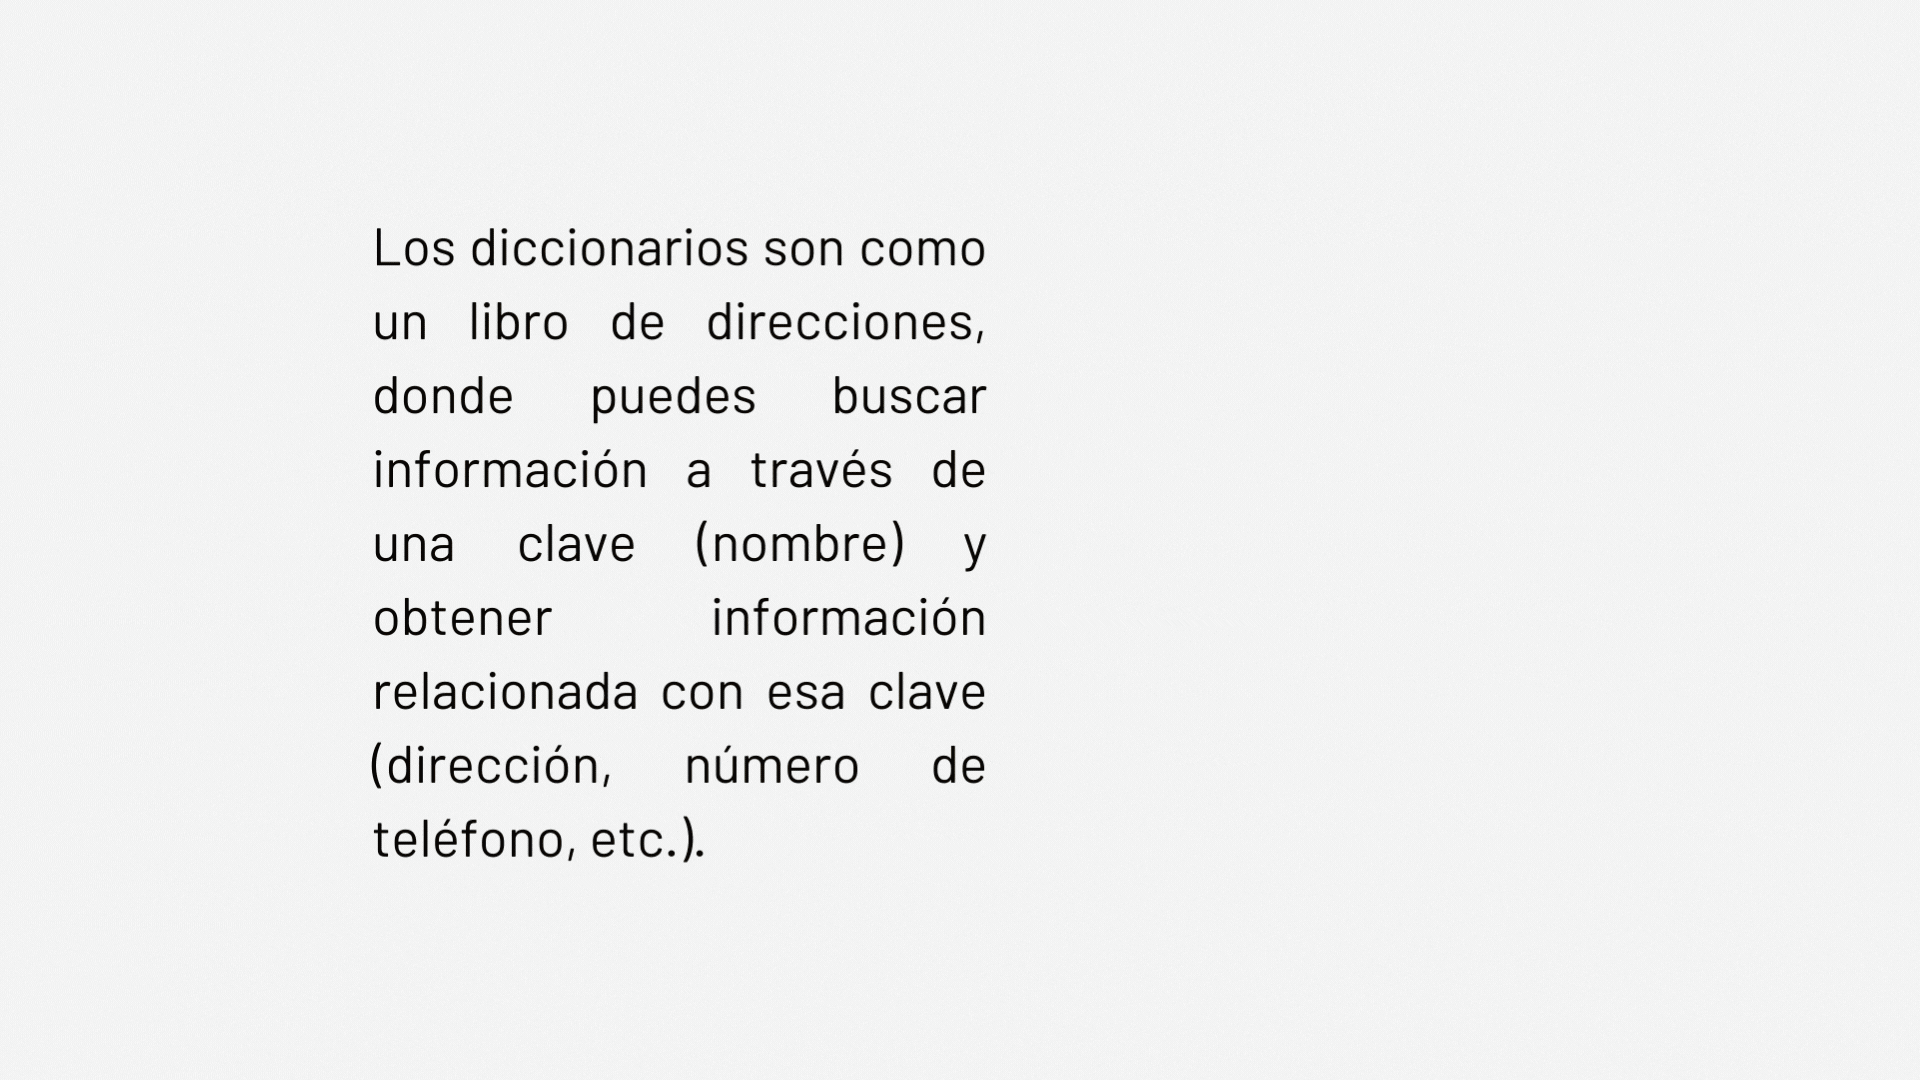 Los diccionarios son como
un libro de direcciones,
donde puedes buscar
información a través de
una clave (nombre) y
obtener información
relacionada con esa clave
(dirección, número de
teléfono, etc.).